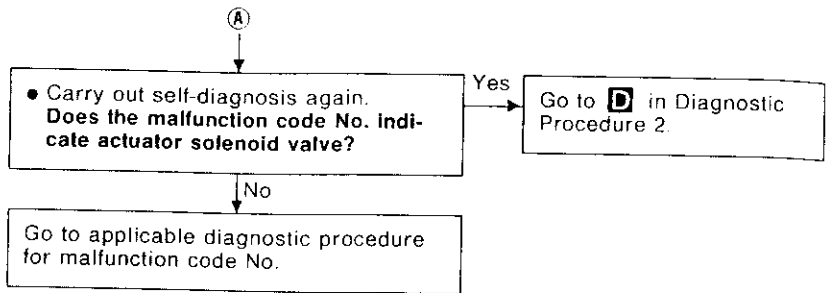 A
● Carry out self-diagnosis again.
Does the malfunction code No. indi-
cate actuator solenoid valve?
Yes
Go to D in Diagnostic
Procedure 2.
No
Go to applicable diagnostic procedure
for malfunction code No.